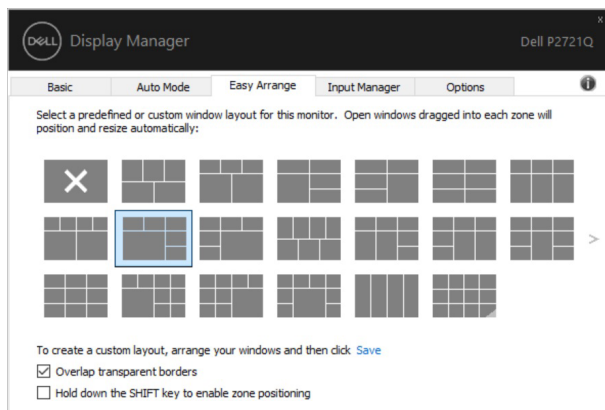 x
DELL Display Manager Dell P2721Q
Basic Auto Mode Easy Arrange Input Manager Options i
Select a predefined or custom window layout for this monitor. Open windows dragged into each zone will
position and resize automatically:
>
To create a custom layout, arrange your windows and then click Save
Overlap transparent borders
Hold down the SHIFT key to enable zone positioning